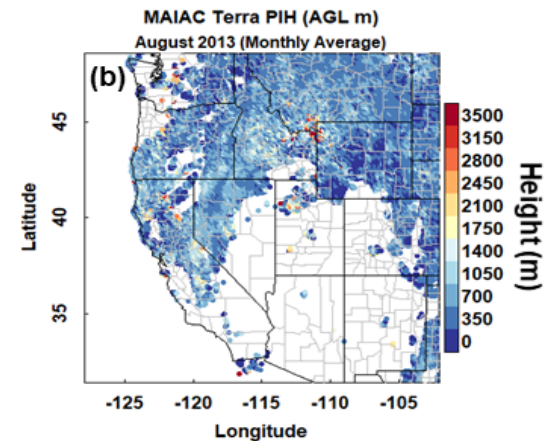 MAIAC Terra PIH (AGL m)
August 2013 (Monthly Average)
(b)
45
40
35
Latitude
-125 -120 -115 -110 -105
Longitude
3500
3150
2800
2450
2100
1750
1400
1050
700
350
0
Height (m)